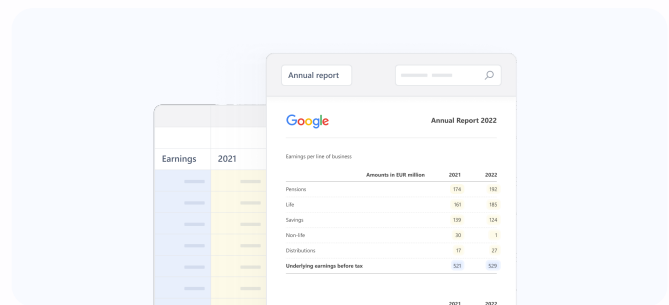 Annual report
Google
Annual Report 2022
Earnings 2021
Earnings per line of business
Amounts in EUR million 2021 2022
Pensions 174 192
Life 161 185
Savings 139 124
Non-life 30 1
Distributions 17 27
Underlying earnings before tax 521 529
2021 2022